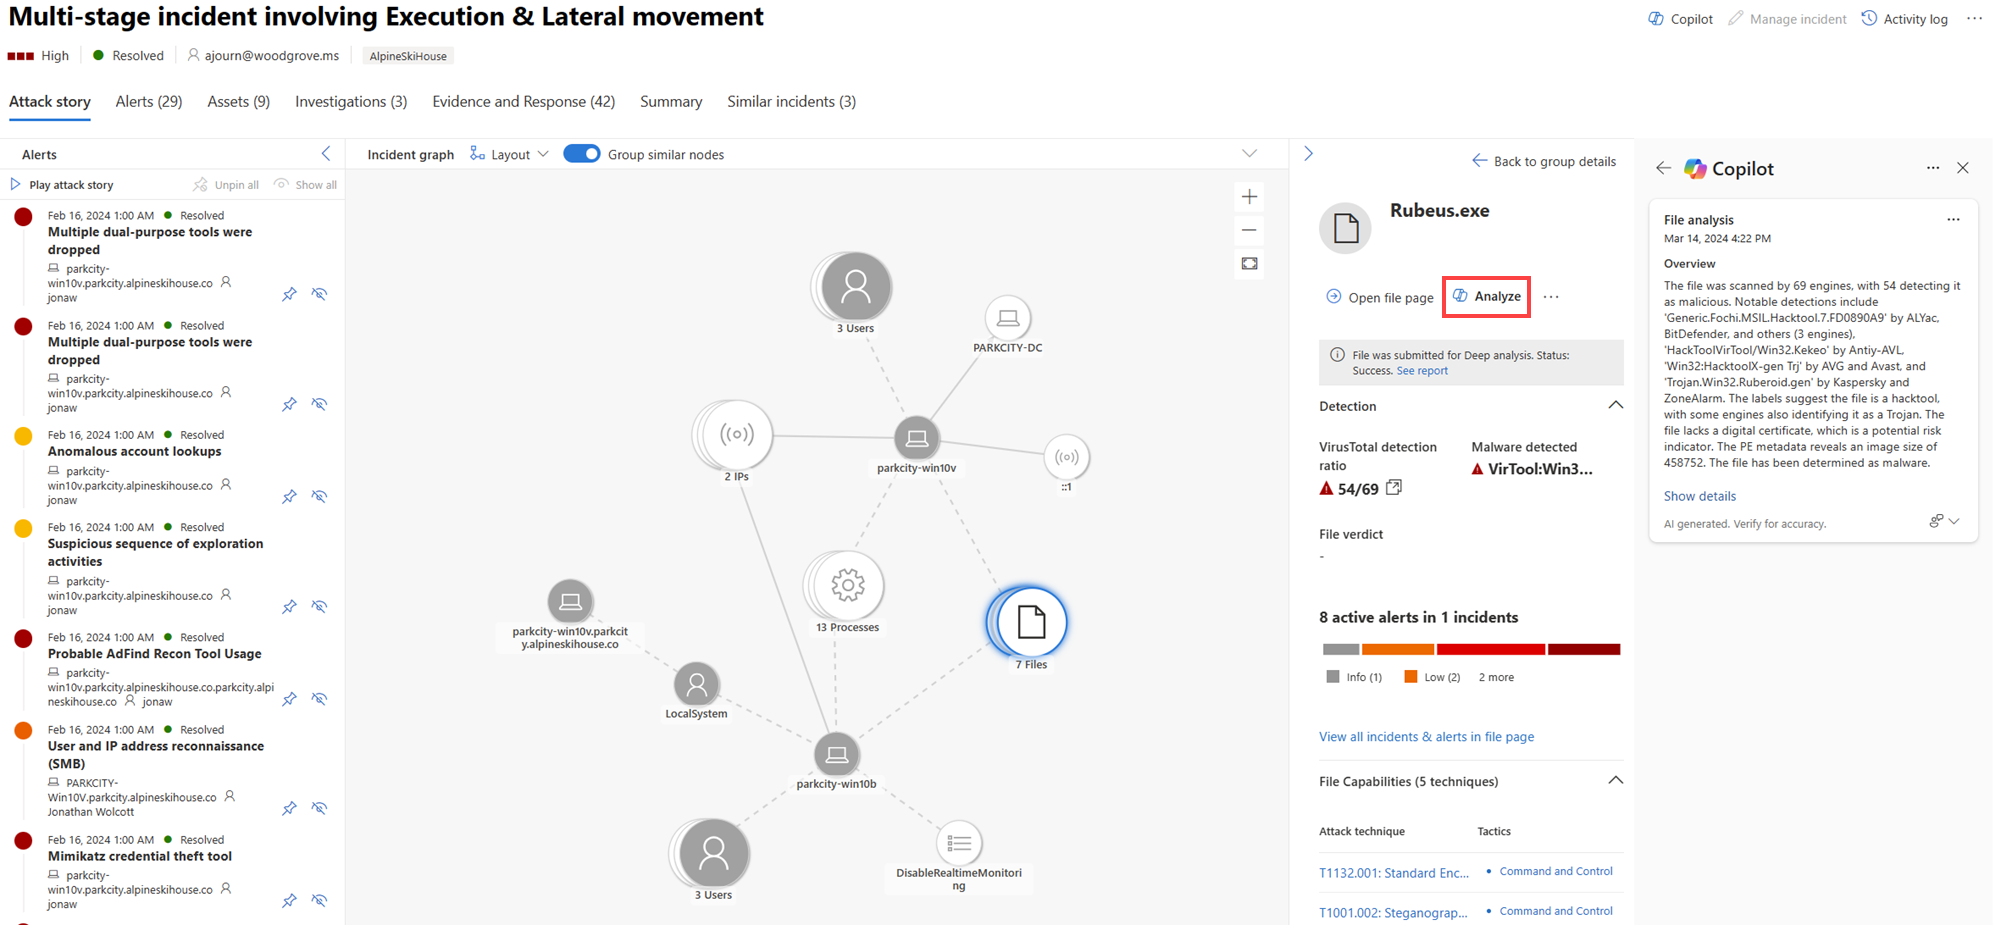 Multi-stage incident involving Execution & Lateral movement
Copilot
Manage incident
Activity log
High
Resolved
ajourn@woodgrove.ms
AlpineSkiHouse
Attack story
Alerts (29)
Assets (9)
Investigations (3)
Evidence and Response (42)
Summary
Similar incidents (3)
Alerts
Play attack story
Unpin all
Show all
Feb 16, 2024 1:00 AM Resolved
Multiple dual-purpose tools were
dropped
parkcity-
win10v.parkcity.alpineskihouse.co
jonaw
Feb 16, 2024 1:00 AM Resolved
Multiple dual-purpose tools were
dropped
parkcity-
win10v.parkcity.alpineskihouse.co
jonaw
Feb 16, 2024 1:00 AM Resolved
Anomalous account lookups
parkcity-
win10v.parkcity.alpineskihouse.co
jonaw
Feb 16, 2024 1:00 AM Resolved
Suspicious sequence of exploration
activities
parkcity-
win10v.parkcity.alpineskihouse.co
jonaw
Feb 16, 2024 1:00 AM Resolved
Probable AdFind Recon Tool Usage
parkcity-
win10v.parkcity.alpineskihouse.co.parkcity.alpi
neskihouse.co jonaw
Feb 16, 2024 1:00 AM Resolved
User and IP address reconnaissance
(SMB)
PARKCITY-
Win10V.parkcity.alpineskihouse.co
Jonathan Wolcott
Feb 16, 2024 1:00 AM Resolved
Mimikatz credential theft tool
parkcity-
win10v.parkcity.alpineskihouse.co
jonaw
Incident graph
Layout
Group similar nodes
3 Users
PARKCITY-DC
2 IPs
parkcity-win10v
::1
13 Processes
parkcity-win10v.parkcit
y.alpineskihouse.co
7 Files
LocalSystem
parkcity-win10b
3 Users
DisableRealtimeMonitori
ng
Back to group details
Rubeus.exe
Open file page
Analyze
File was submitted for Deep analysis. Status:
Success. See report
Detection
VirusTotal detection
ratio
54/69
Malware detected
VirTool:Win3...
File verdict
-
8 active alerts in 1 incidents
Info (1)
Low (2)
2 more
View all incidents & alerts in file page
File Capabilities (5 techniques)
Attack technique
Tactics
T1132.001: Standard Enc...
• Command and Control
T1001.002: Steganograp...
• Command and Control
Copilot
File analysis
Mar 14, 2024 4:22 PM
Overview
The file was scanned by 69 engines, with 54 detecting it
as malicious. Notable detections include
'Generic.Fochi.MSIL.Hacktool.7.FD0890A9' by ALYac,
BitDefender, and others (3 engines),
'HackToolVirTool/Win32.Kekeo' by Antiy-AVL,
'Win32:HacktoolX-gen Trj' by AVG and Avast, and
'Trojan.Win32.Ruberoid.gen' by Kaspersky and
ZoneAlarm. The labels suggest the file is a hacktool,
with some engines also identifying it as a Trojan. The
file lacks a digital certificate, which is a potential risk
indicator. The PE metadata reveals an image size of
458752. The file has been determined as malware.
Show details
AI generated. Verify for accuracy.